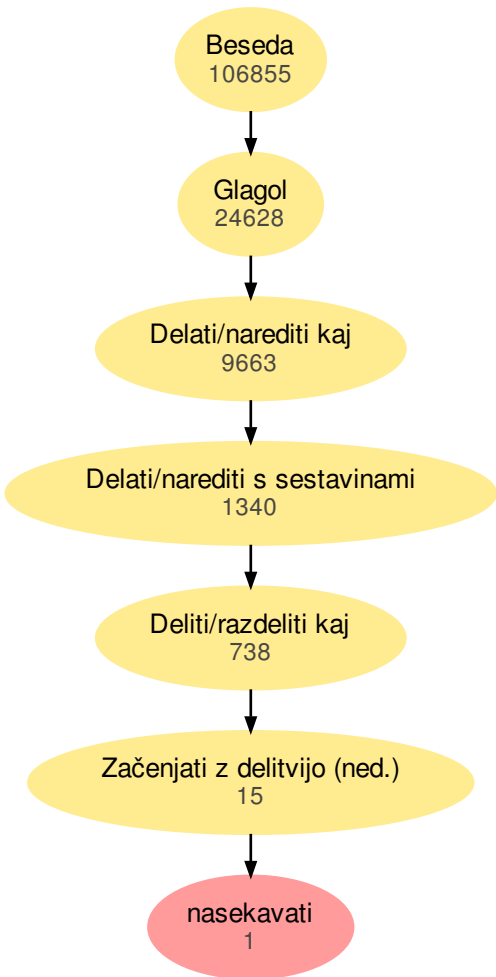 Beseda
106855
Glagol
24628
Delati/narediti kaj
9663
Delati/narediti s sestavinami
1340
Deliti/razdeliti kaj
738
Začenjati z delitvijo (ned.)
15
nasekavati
1